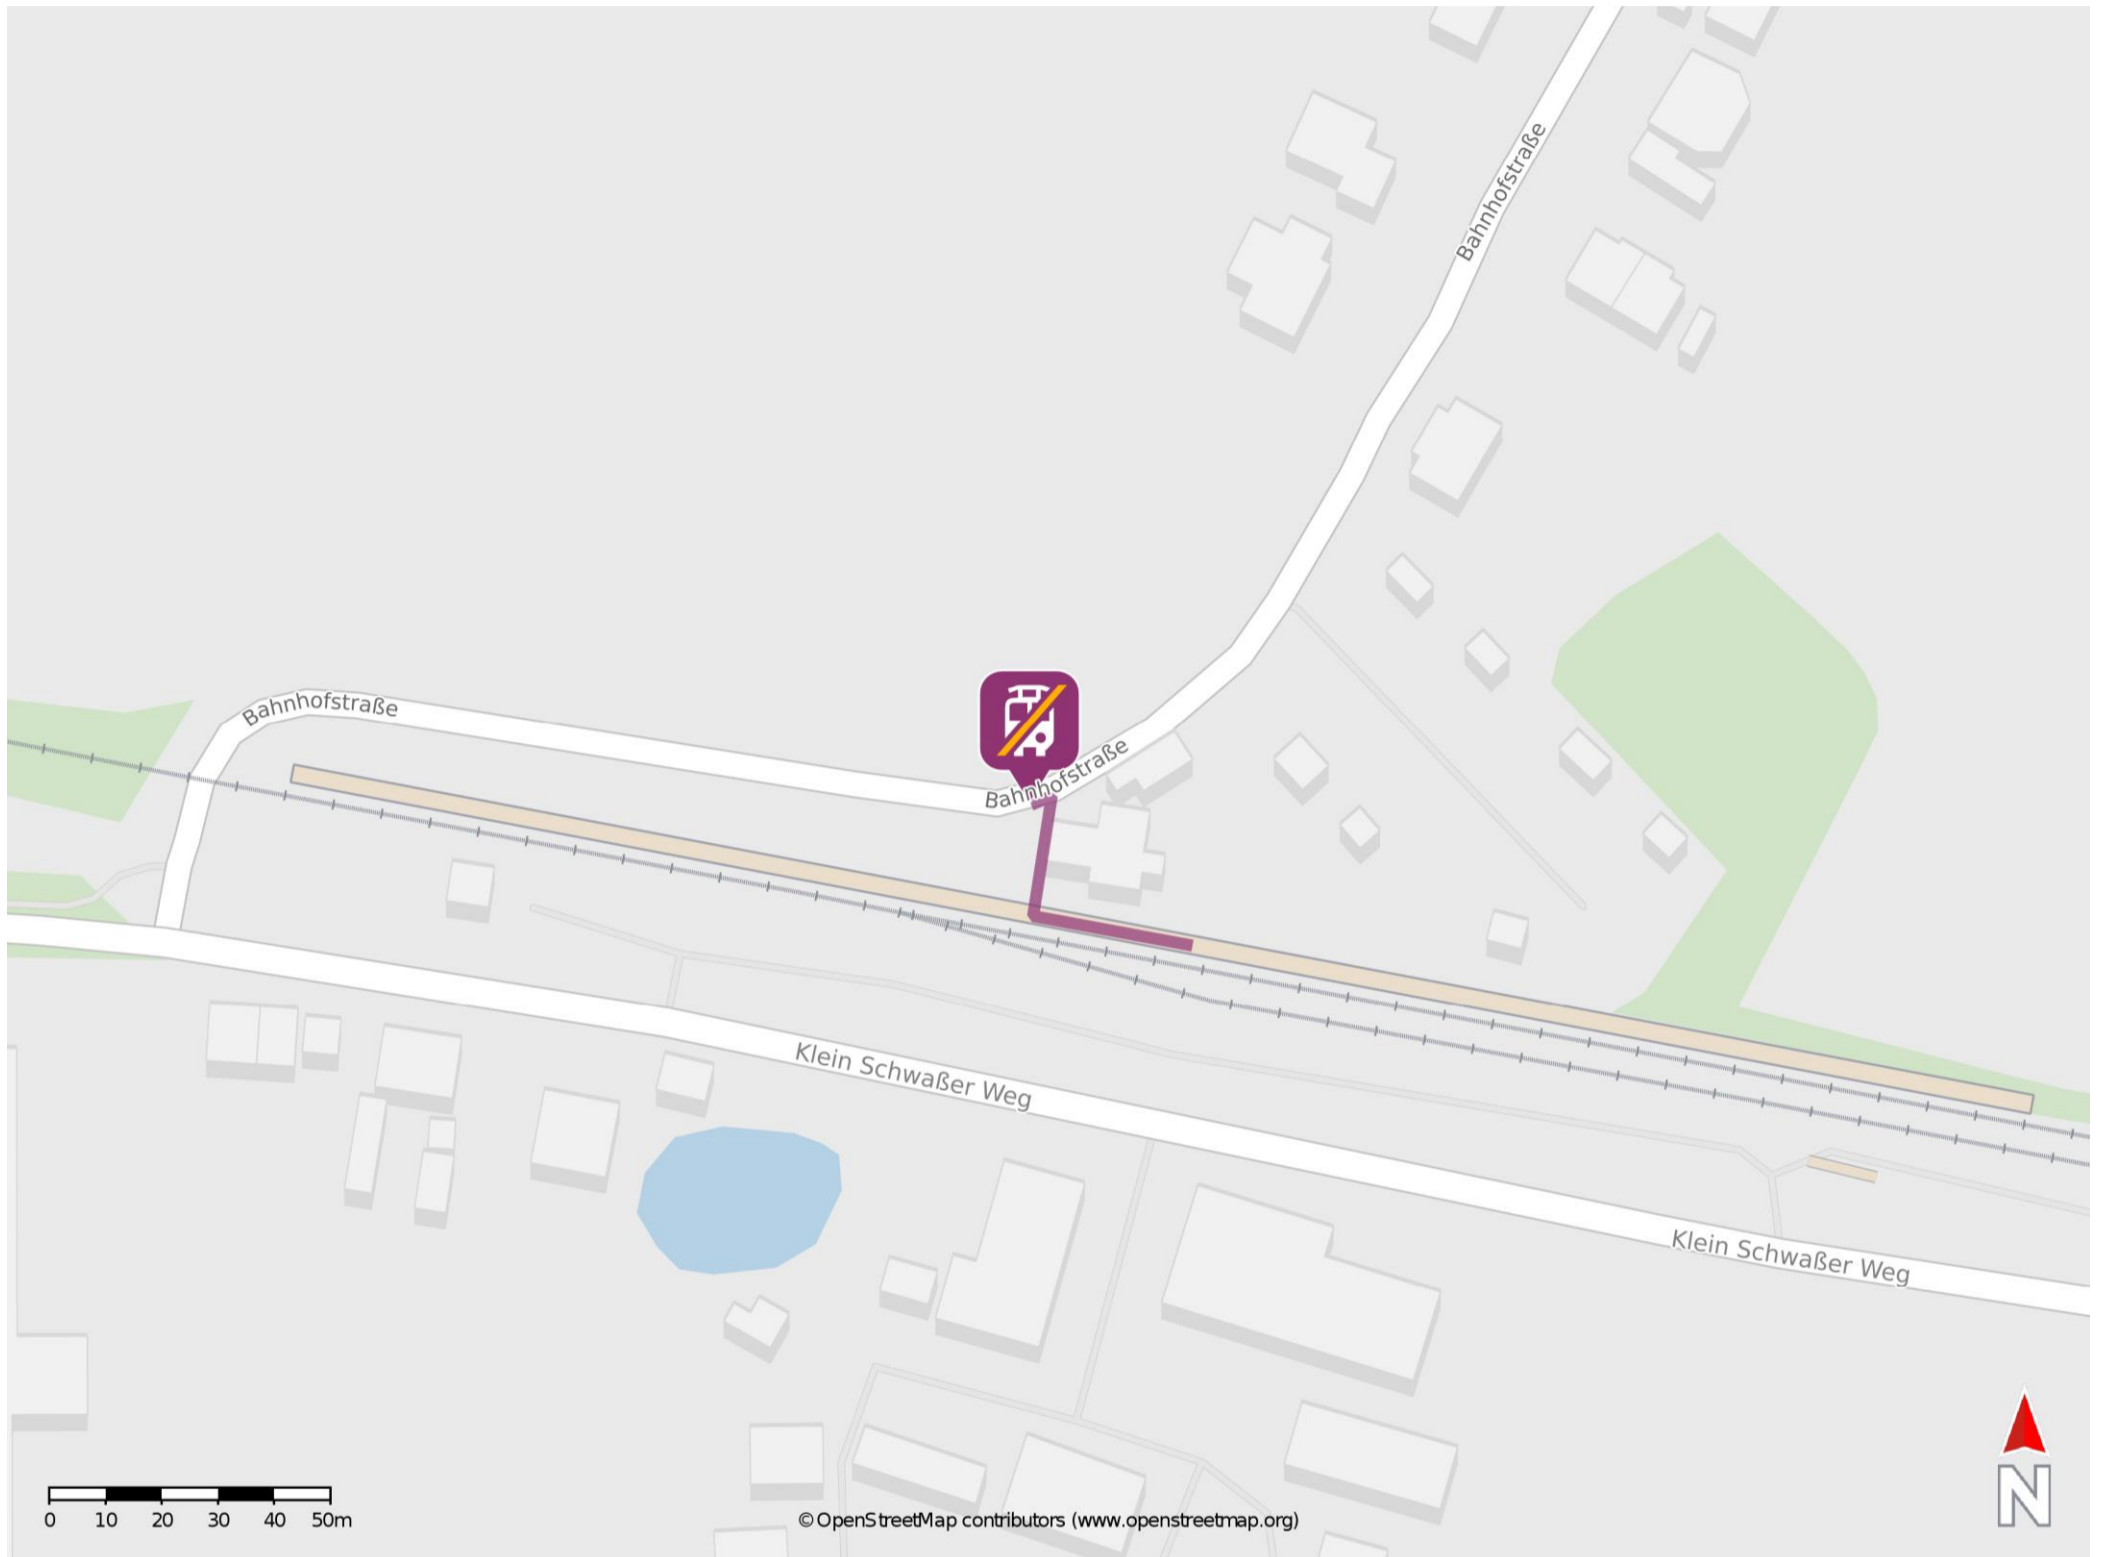 Bahnhofstraße
Bahnhofstraße
Bahnhofstraße
Klein Schwaßer Weg
Klein Schwaßer Weg
0 10 20 30 40 50m
©OpenStreetMap contributors (www.openstreetmap.org)
N